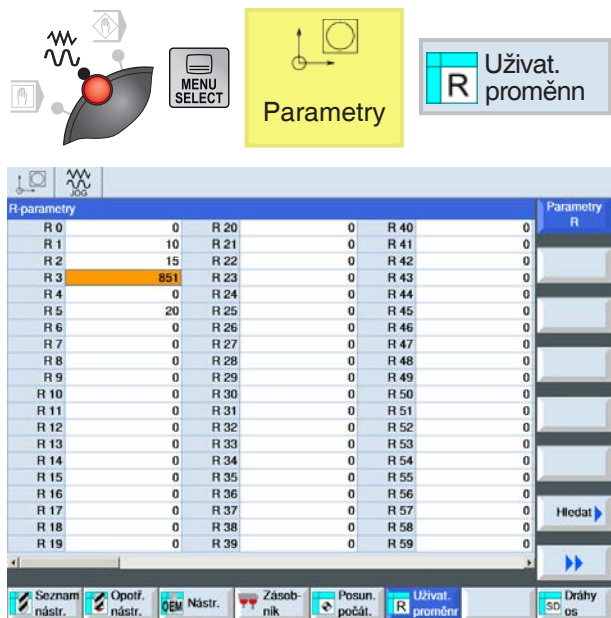 MENU
SELECT
Parametry
R
Uživat.
proměnn
JOG
R-parametry
Parametry
R
R 0 0 R 20 0 R 40 0
R 1 10 R 21 0 R 41 0
R 2 15 R 22 0 R 42 0
R 3 851 R 23 0 R 43 0
R 4 0 R 24 0 R 44 0
R 5 20 R 25 0 R 45 0
R 6 0 R 26 0 R 46 0
R 7 0 R 27 0 R 47 0
R 8 0 R 28 0 R 48 0
R 9 0 R 29 0 R 49 0
R 10 0 R 30 0 R 50 0
R 11 0 R 31 0 R 51 0
R 12 0 R 32 0 R 52 0
R 13 0 R 33 0 R 53 0
R 14 0 R 34 0 R 54 0
R 15 0 R 35 0 R 55 0
R 16 0 R 36 0 R 56 0
R 17 0 R 37 0 R 57 0
R 18 0 R 38 0 R 58 0
R 19 0 R 39 0 R 59 0
Hledat
Seznam
nástr.
Opotř.
nástr.
OEM Nástr.
Zásob-
ník
Posun.
počát.
R
Uživat.
proměnr
SD
Dráhy
os